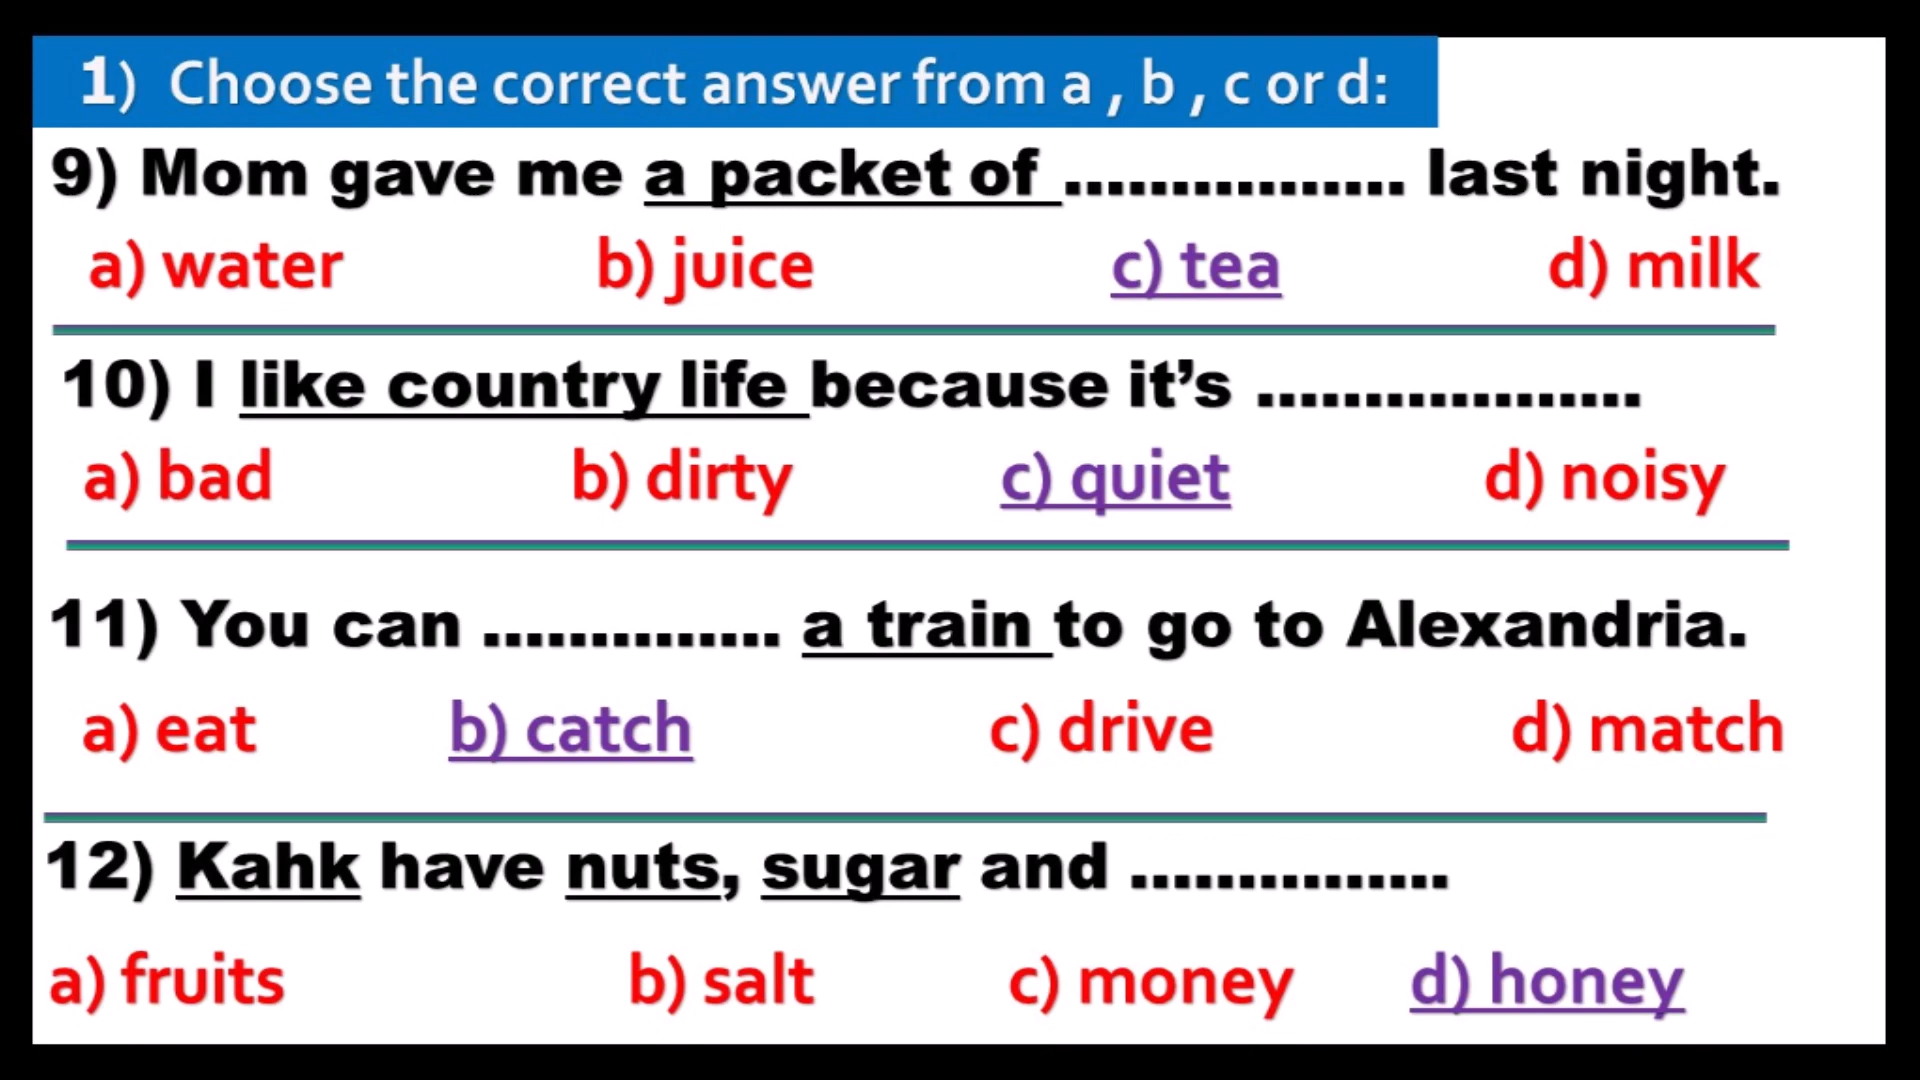 1) Choose the correct answer from a , b , c or d:
9) Mom gave me a packet of ................ last night.
a) water b) juice c) tea d) milk
10) I like country life because it’s ..................
a) bad b) dirty c) quiet d) noisy
11) You can .............. a train to go to Alexandria.
a) eat b) catch c) drive d) match
12) Kahk have nuts, sugar and ...............
a) fruits b) salt c) money d) honey